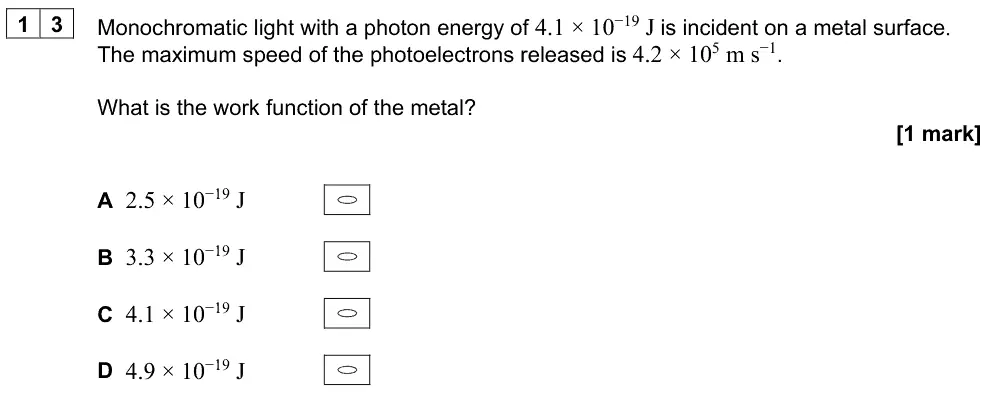 1 3 Monochromatic light with a photon energy of 4.1 × 10⁻¹⁹ J is incident on a metal surface.
The maximum speed of the photoelectrons released is 4.2 × 10⁵ m s⁻¹.
What is the work function of the metal?
[1 mark]
A 2.5 × 10⁻¹⁹ J
B 3.3 × 10⁻¹⁹ J
C 4.1 × 10⁻¹⁹ J
D 4.9 × 10⁻¹⁹ J